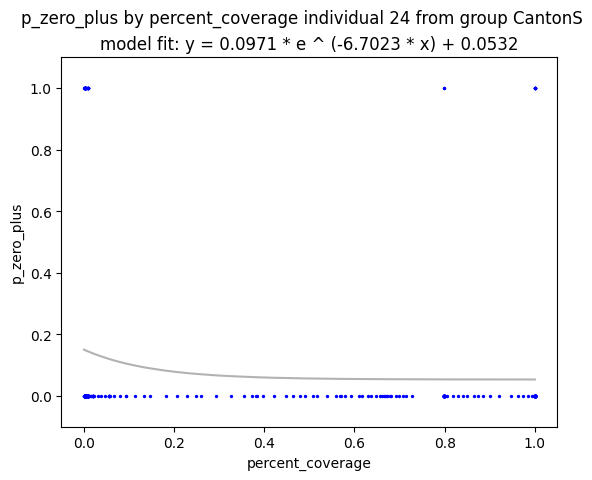 p_zero_plus by percent_coverage individual 24 from group CantonS
model fit: y = 0.0971 * e ^ (-6.7023 * x) + 0.0532
1.0
0.8
0.6
0.4
0.2
0.0
p_zero_plus
0.0 0.2 0.4 0.6 0.8 1.0
percent_coverage